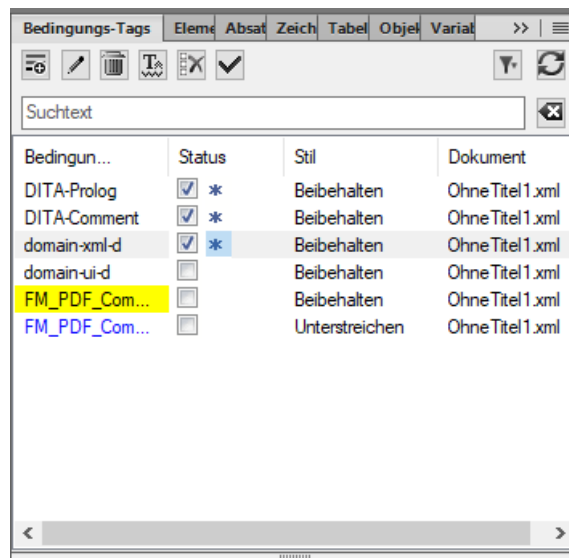 Bedingungs-Tags Eleme Absat Zeich Tabel Objek Variat >>
Suchtext
Bedingun... Status Stil Dokument
DITA-Prolog * Beibehalten OhneTitel1.xml
DITA-Comment * Beibehalten OhneTitel1.xml
domain-xml-d * Beibehalten OhneTitel1.xml
domain-ui-d Beibehalten OhneTitel1.xml
FM_PDF_Com... Beibehalten OhneTitel1.xml
FM_PDF_Com... Unterstreichen OhneTitel1.xml